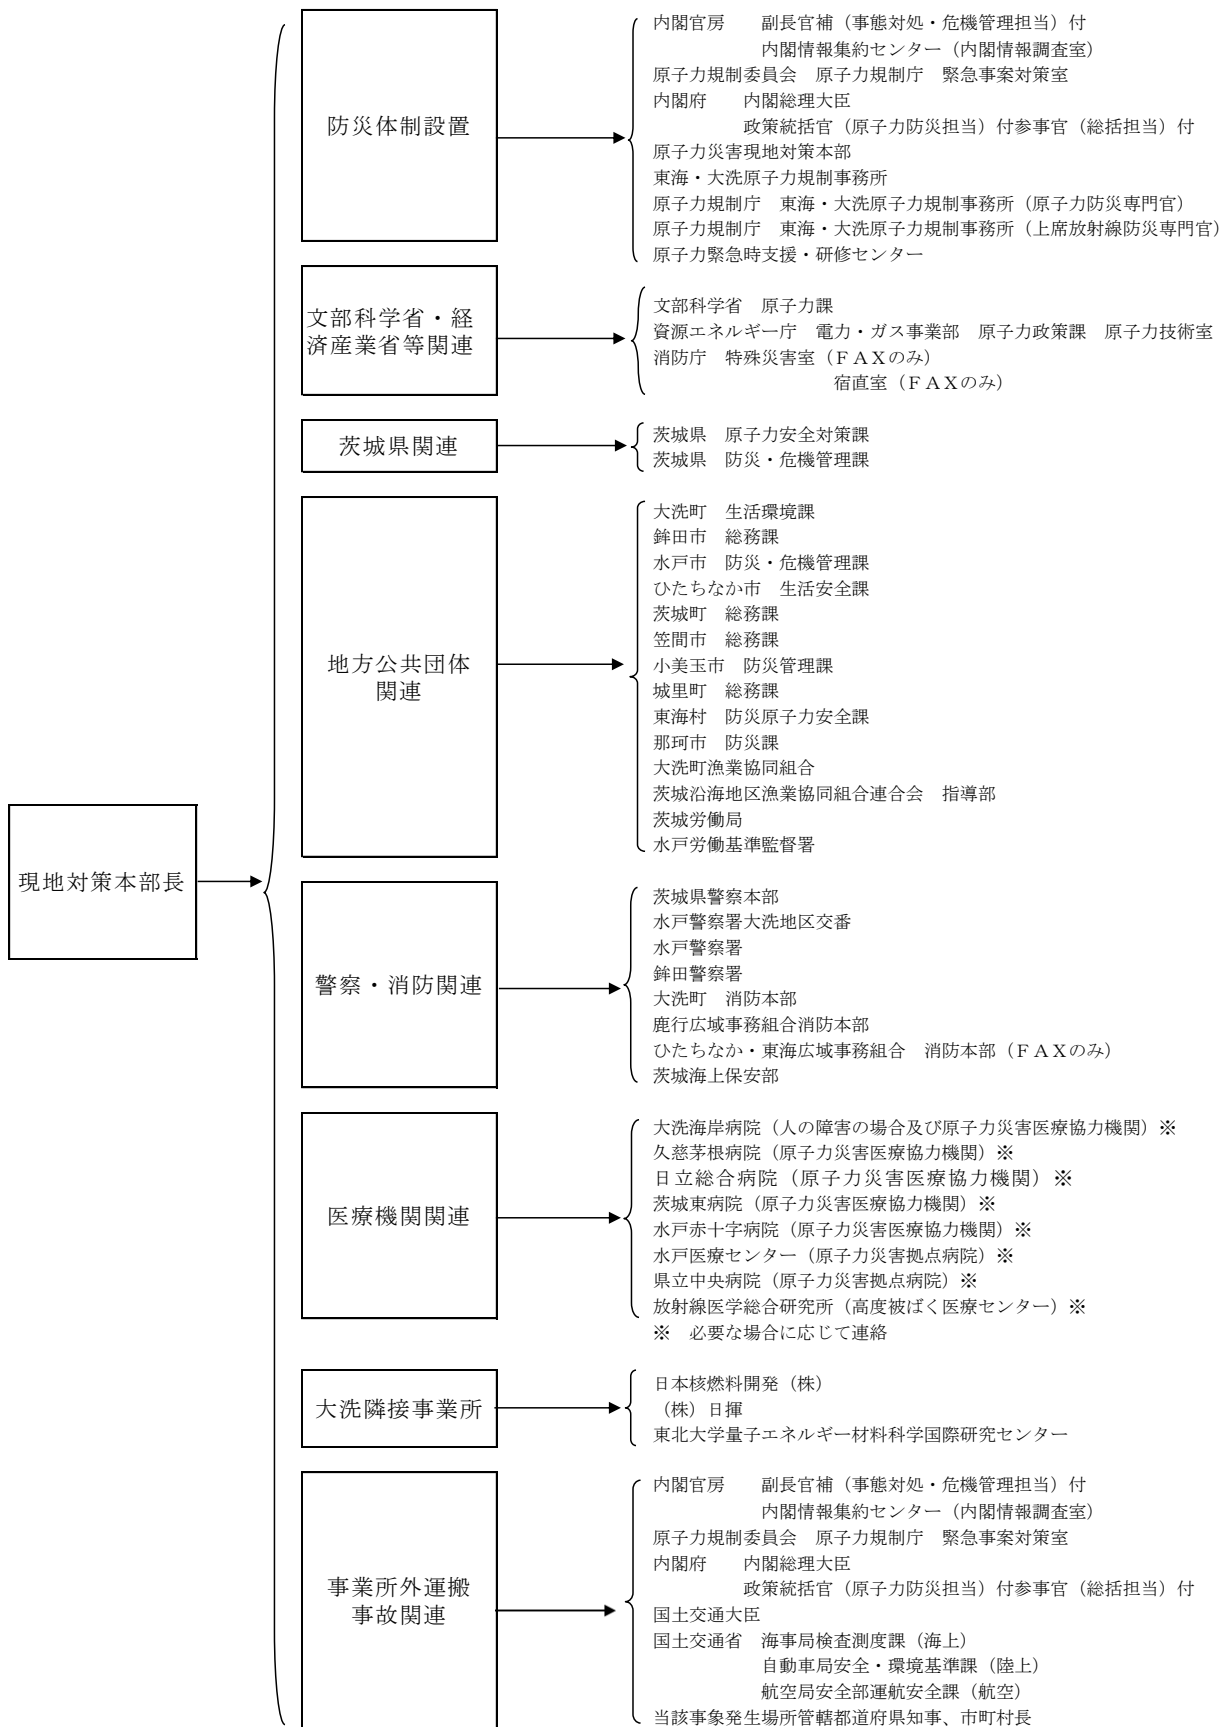 現地対策本部長
防災体制設置
内閣官房　　副長官補（事態対処・危機管理担当）付
内閣情報集約センター（内閣情報調査室）
原子力規制委員会　原子力規制庁　緊急事案対策室
内閣府　　内閣総理大臣
政策統括官（原子力防災担当）付参事官（総括担当）付
原子力災害現地対策本部
東海・大洗原子力規制事務所
原子力規制庁　東海・大洗原子力規制事務所（原子力防災専門官）
原子力規制庁　東海・大洗原子力規制事務所（上席放射線防災専門官）
原子力緊急時支援・研修センター
文部科学省・経
済産業省等関連
文部科学省　原子力課
資源エネルギー庁　電力・ガス事業部　原子力政策課　原子力技術室
消防庁　特殊災害室（ＦＡＸのみ）
宿直室（ＦＡＸのみ）
茨城県関連
茨城県　原子力安全対策課
茨城県　防災・危機管理課
地方公共団体
関連
大洗町　生活環境課
鉾田市　総務課
水戸市　防災・危機管理課
ひたちなか市　生活安全課
茨城町　総務課
笠間市　総務課
小美玉市　防災管理課
城里町　総務課
東海村　防災原子力安全課
那珂市　防災課
大洗町漁業協同組合
茨城沿海地区漁業協同組合連合会　指導部
茨城労働局
水戸労働基準監督署
警察・消防関連
茨城県警察本部
水戸警察署大洗地区交番
水戸警察署
鉾田警察署
大洗町　消防本部
鹿行広域事務組合消防本部
ひたちなか・東海広域事務組合　消防本部（ＦＡＸのみ）
茨城海上保安部
医療機関関連
大洗海岸病院（人の障害の場合及び原子力災害医療協力機関）※
久慈茅根病院（原子力災害医療協力機関）※
日立総合病院（原子力災害医療協力機関）※
茨城東病院（原子力災害医療協力機関）※
水戸赤十字病院（原子力災害医療協力機関）※
水戸医療センター（原子力災害拠点病院）※
県立中央病院（原子力災害拠点病院）※
放射線医学総合研究所（高度被ばく医療センター）※
※　必要な場合に応じて連絡
大洗隣接事業所
日本核燃料開発（株）
（株）日揮
東北大学量子エネルギー材料科学国際研究センター
事業所外運搬
事故関連
内閣官房　　副長官補（事態対処・危機管理担当）付
内閣情報集約センター（内閣情報調査室）
原子力規制委員会　原子力規制庁　緊急事案対策室
内閣府　　内閣総理大臣
政策統括官（原子力防災担当）付参事官（総括担当）付
国土交通大臣
国土交通省　海事局検査測度課（海上）
自動車局安全・環境基準課（陸上）
航空局安全部運航安全課（航空）
当該事象発生場所管轄都道府県知事、市町村長